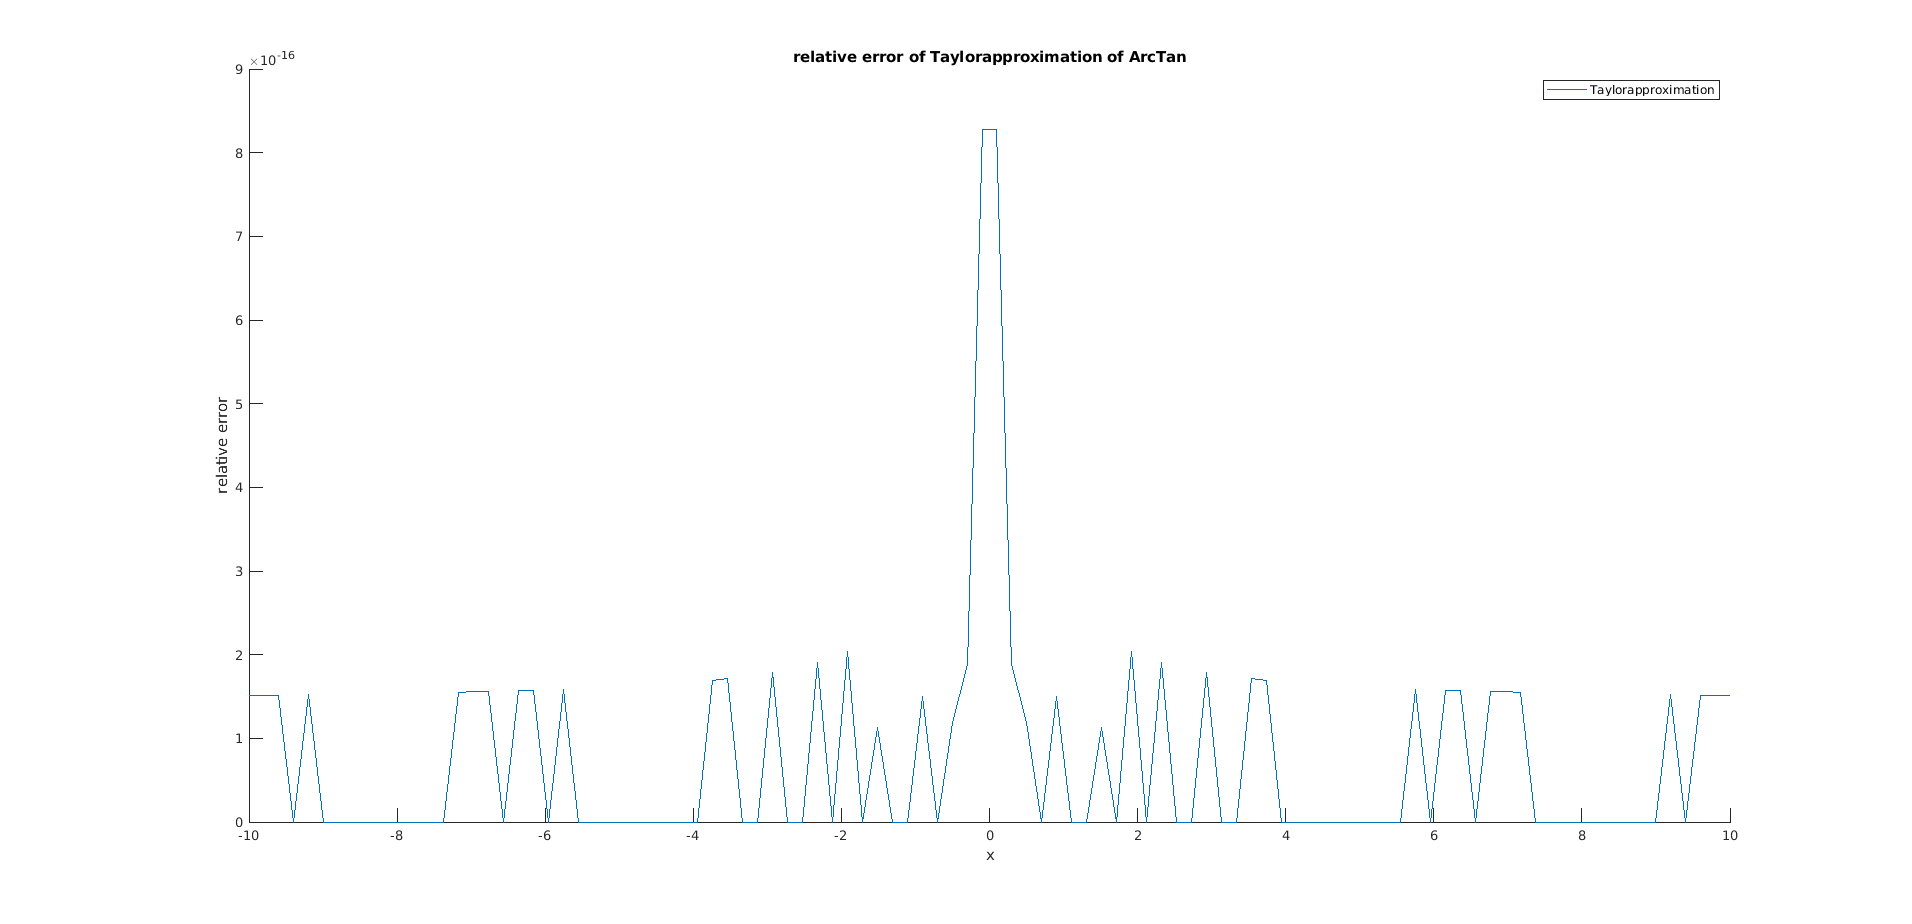 relative error of Taylorapproximation of ArcTan
×10-16
Taylorapproximation
9
8
7
6
5
4
3
2
1
0
relative error
-10 -8 -6 -4 -2 0 2 4 6 8 10
x